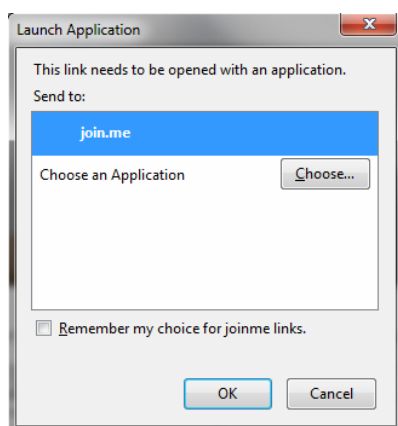 Launch Application
This link needs to be opened with an application.
Send to:
join.me
Choose an Application Choose...
Remember my choice for joinme links.
OK Cancel